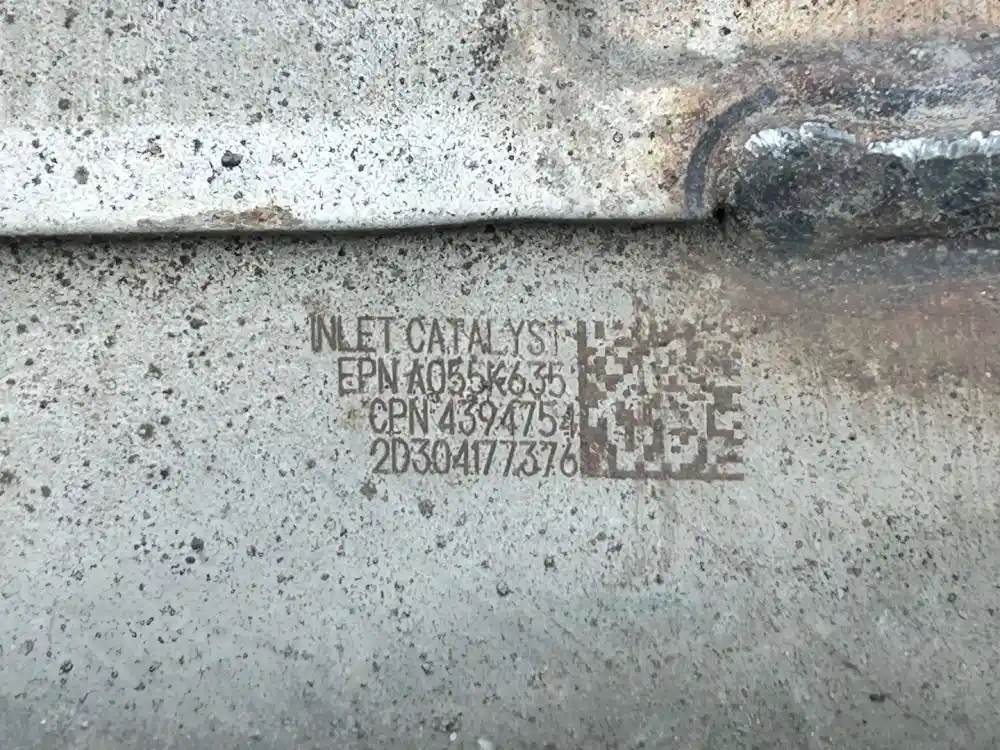 INLET CATALYST
EPN A055K635
CPN 4394754
2D304177376